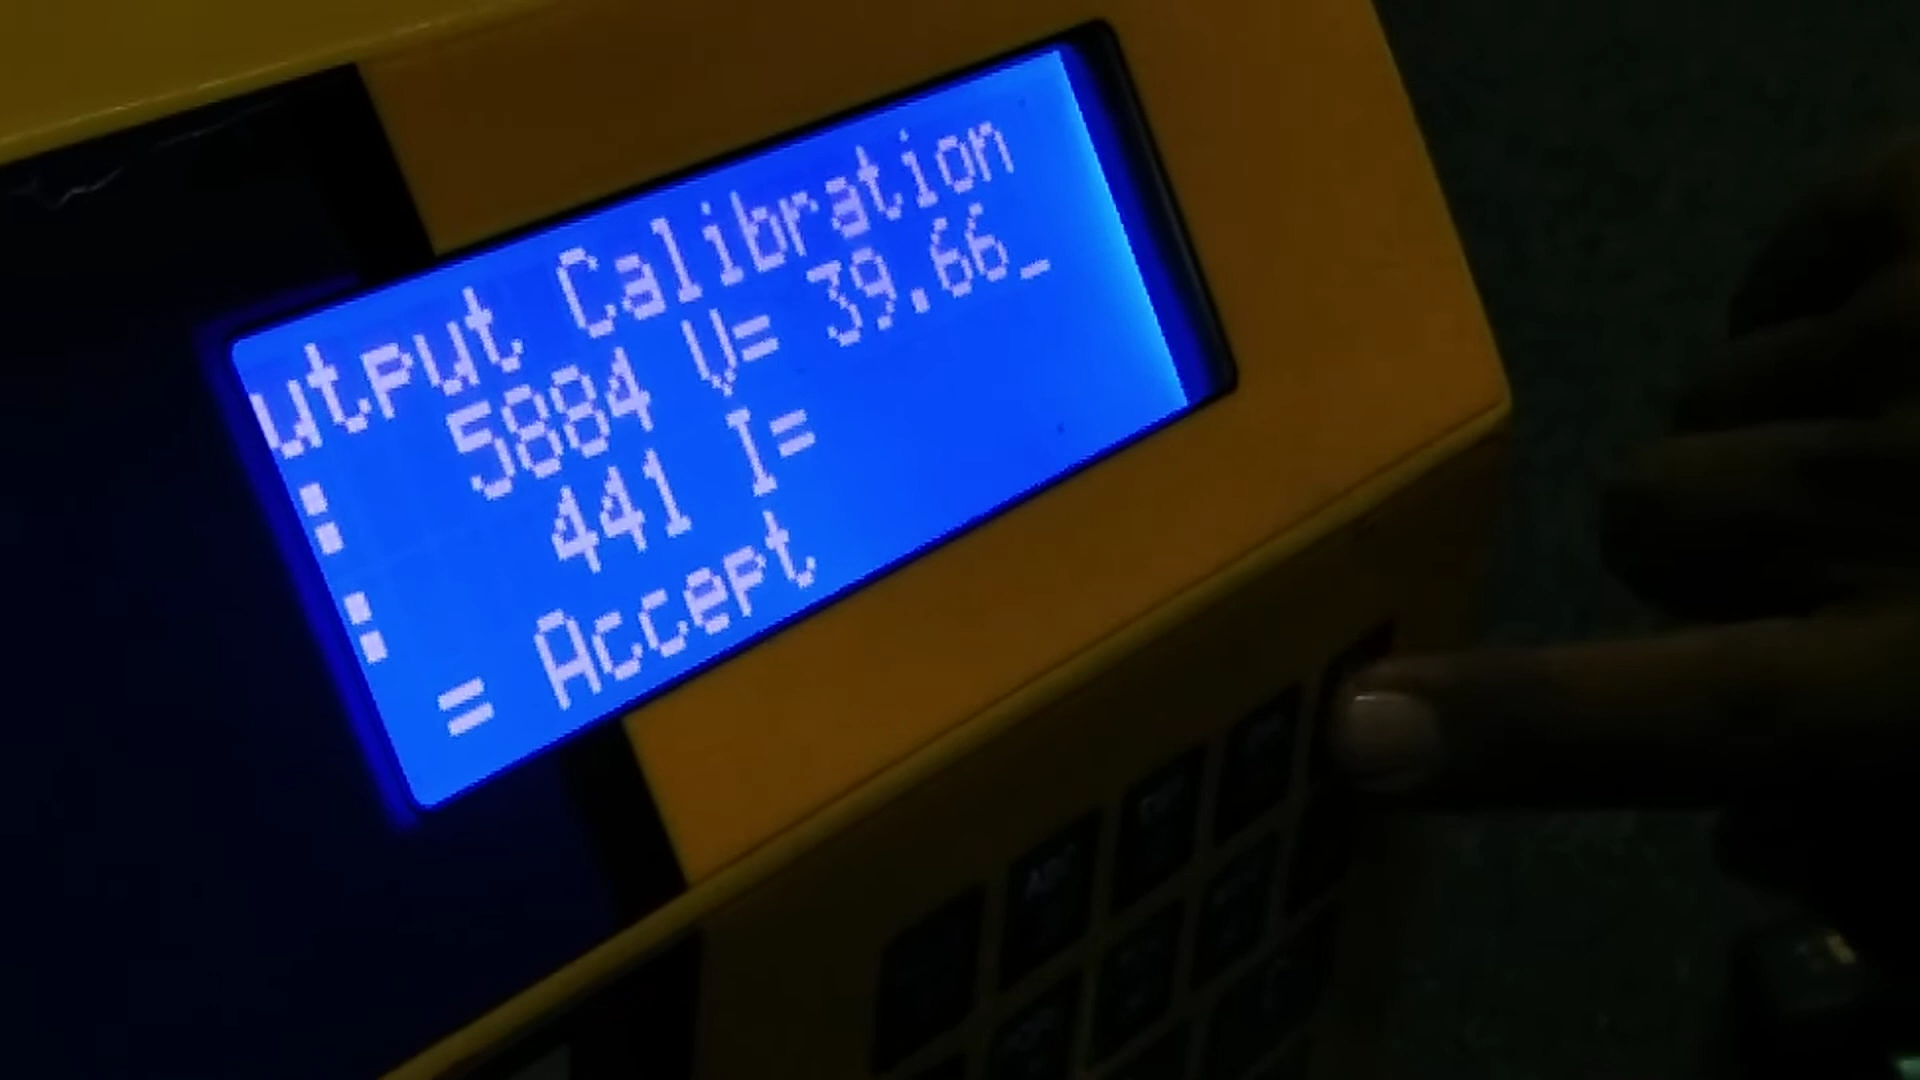 utput Calibration
: 5884 V= 39.66_
: 441 I=
= Accept